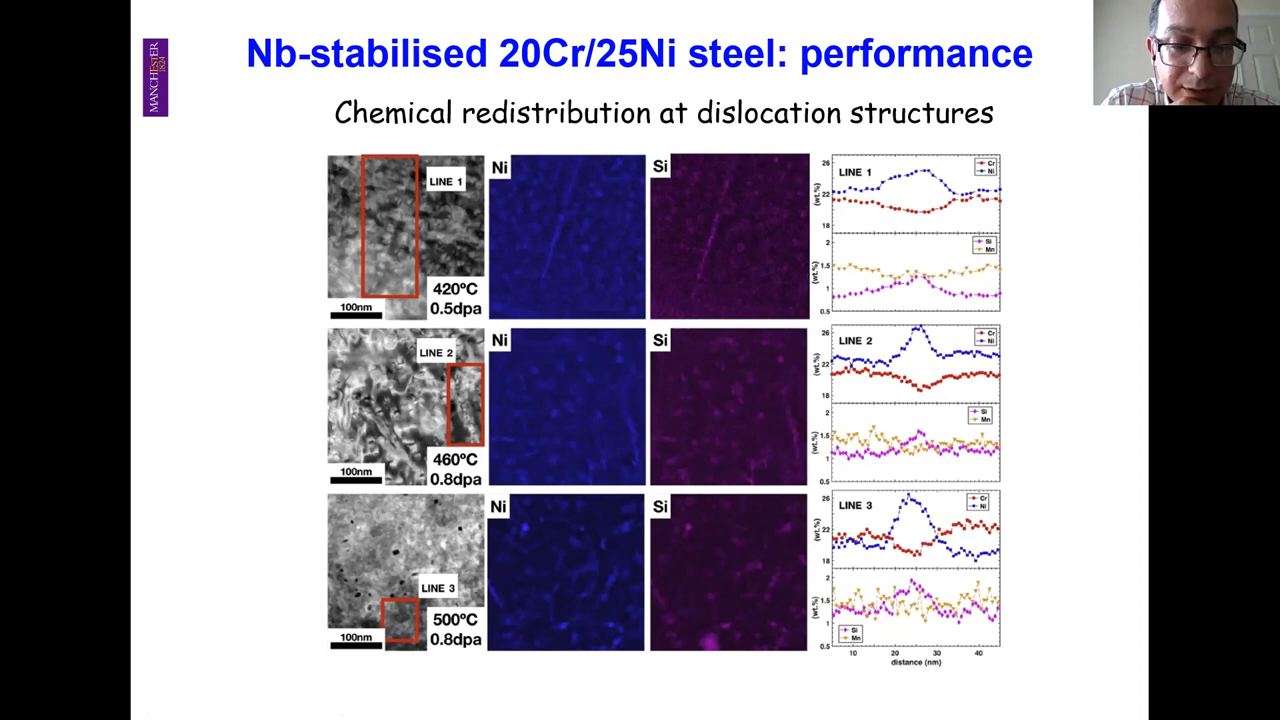 MANCHESTER
1824
Nb-stabilised 20Cr/25Ni steel: performance
Chemical redistribution at dislocation structures
LINE 1
420ºC
0.5dpa
100nm
Ni
Si
LINE 1
Cr
Ni
26
22
18
(wt.%)
Si
Mn
2
1.5
1
0.5
(wt.%)
LINE 2
460ºC
0.8dpa
100nm
Ni
Si
LINE 2
Cr
Ni
26
22
18
(wt.%)
Si
Mn
2
1.5
1
0.5
(wt.%)
LINE 3
500ºC
0.8dpa
100nm
Ni
Si
LINE 3
Cr
Ni
26
22
18
(wt.%)
2
1.5
1
0.5
(wt.%)
Si
Mn
10 20 30 40
distance (nm)